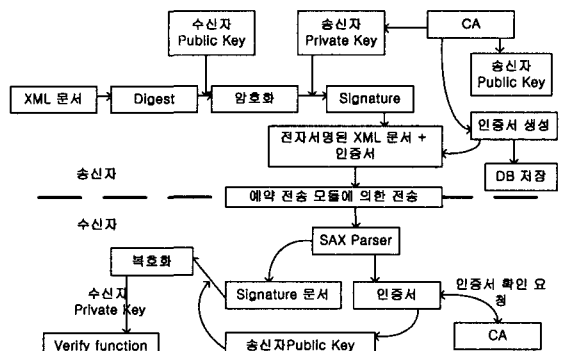 수신자
Public Key
송신자
Private Key
CA
송신자
Public Key
XML 문서
Digest
암호화
Signature
인증서 생성
전자서명된 XML 문서 +
인증서
DB 저장
송신자
예약 전송 모듈에 의한 전송
수신자
SAX Parser
복호화
Signature 문서
인증서
인증서 확인 요
청
수신자
Private Key
CA
Verify function
송신자Public Key